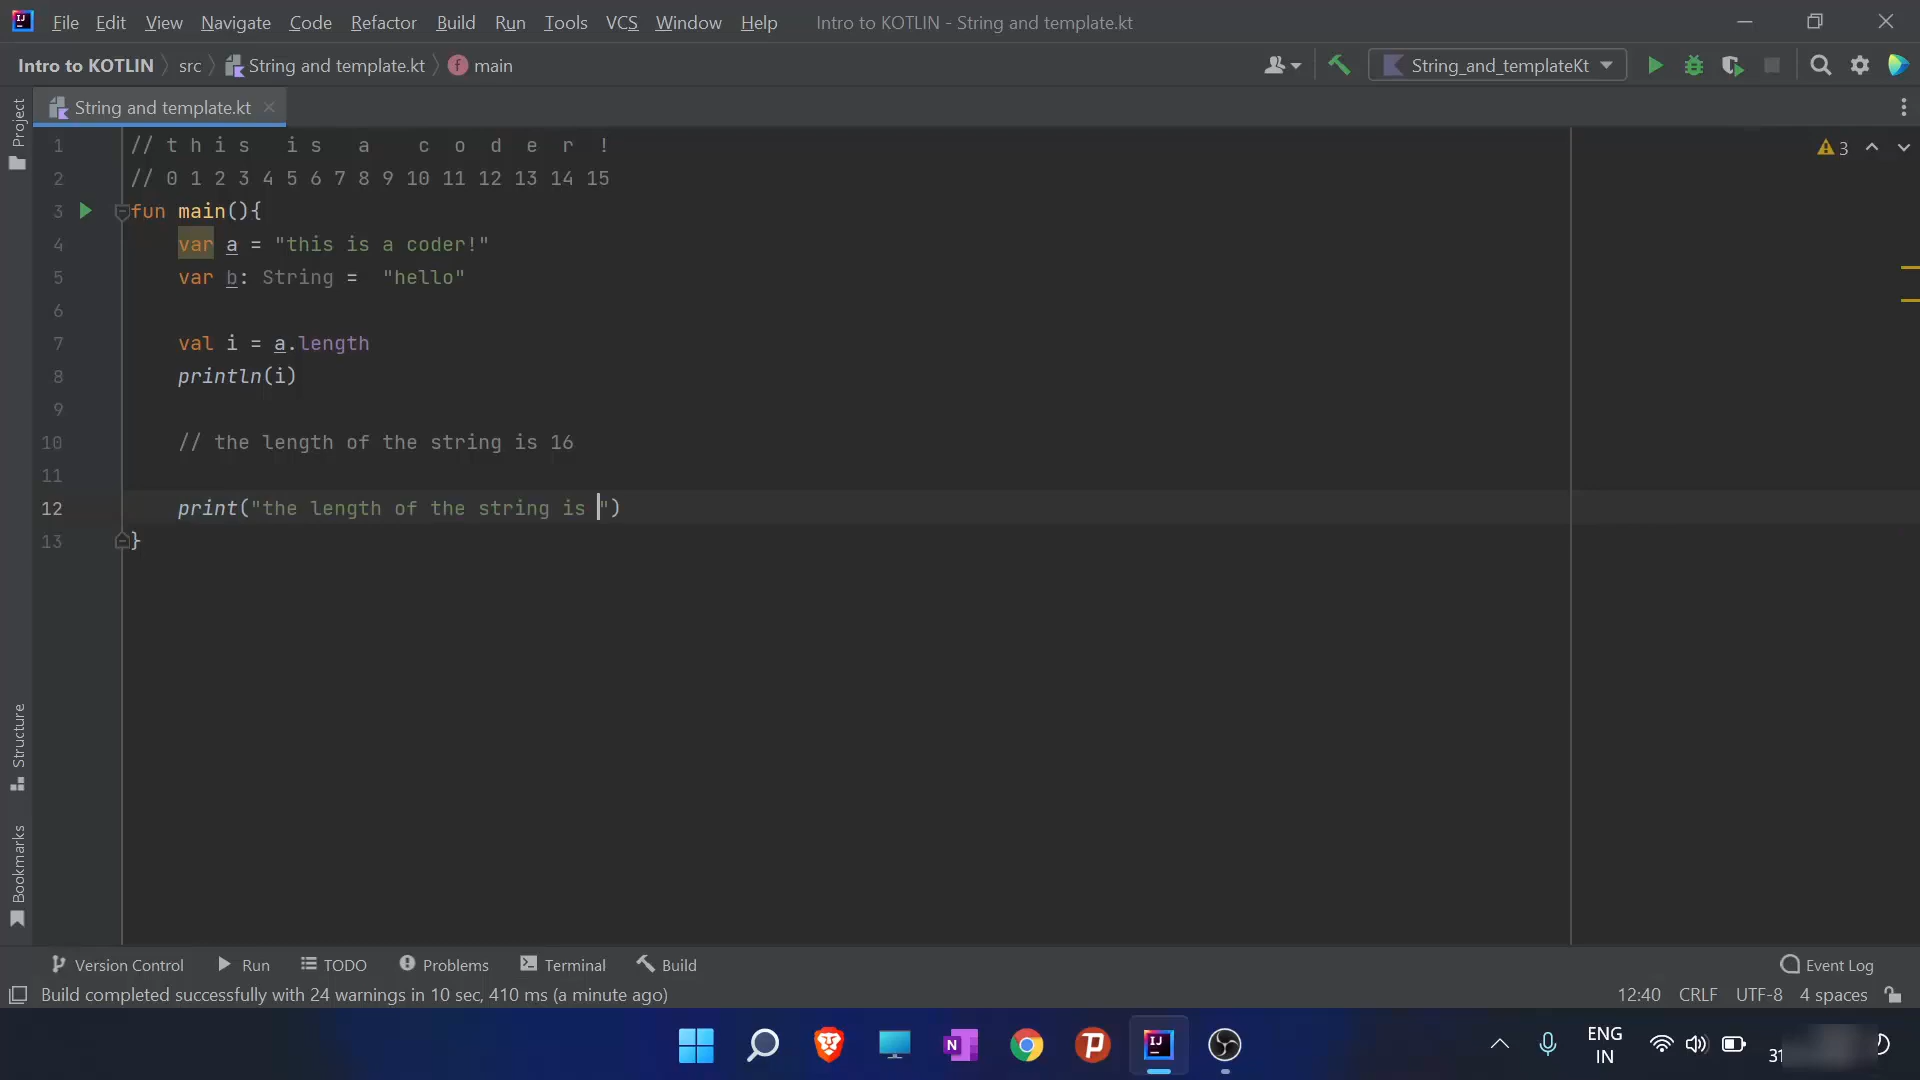 File Edit View Navigate Code Refactor Build Run Tools VCS Window Help Intro to KOTLIN - String and template.kt
Intro to KOTLIN src String and template.kt main String_and_templateKt
Project
String and template.kt
3
1 // t h i s   i s   a    c  o  d  e  r  !
2 // 0 1 2 3 4 5 6 7 8 9 10 11 12 13 14 15
3 fun main(){
4 var a = "this is a coder!"
5 var b: String =  "hello"
6
7 val i = a.length
8 println(i)
9
10 // the length of the string is 16
11
12 print("the length of the string is ")
13 }
Structure
Bookmarks
Version Control Run TODO Problems Terminal Build Event Log
Build completed successfully with 24 warnings in 10 sec, 410 ms (a minute ago) 12:40 CRLF UTF-8 4 spaces
ENG
IN
31